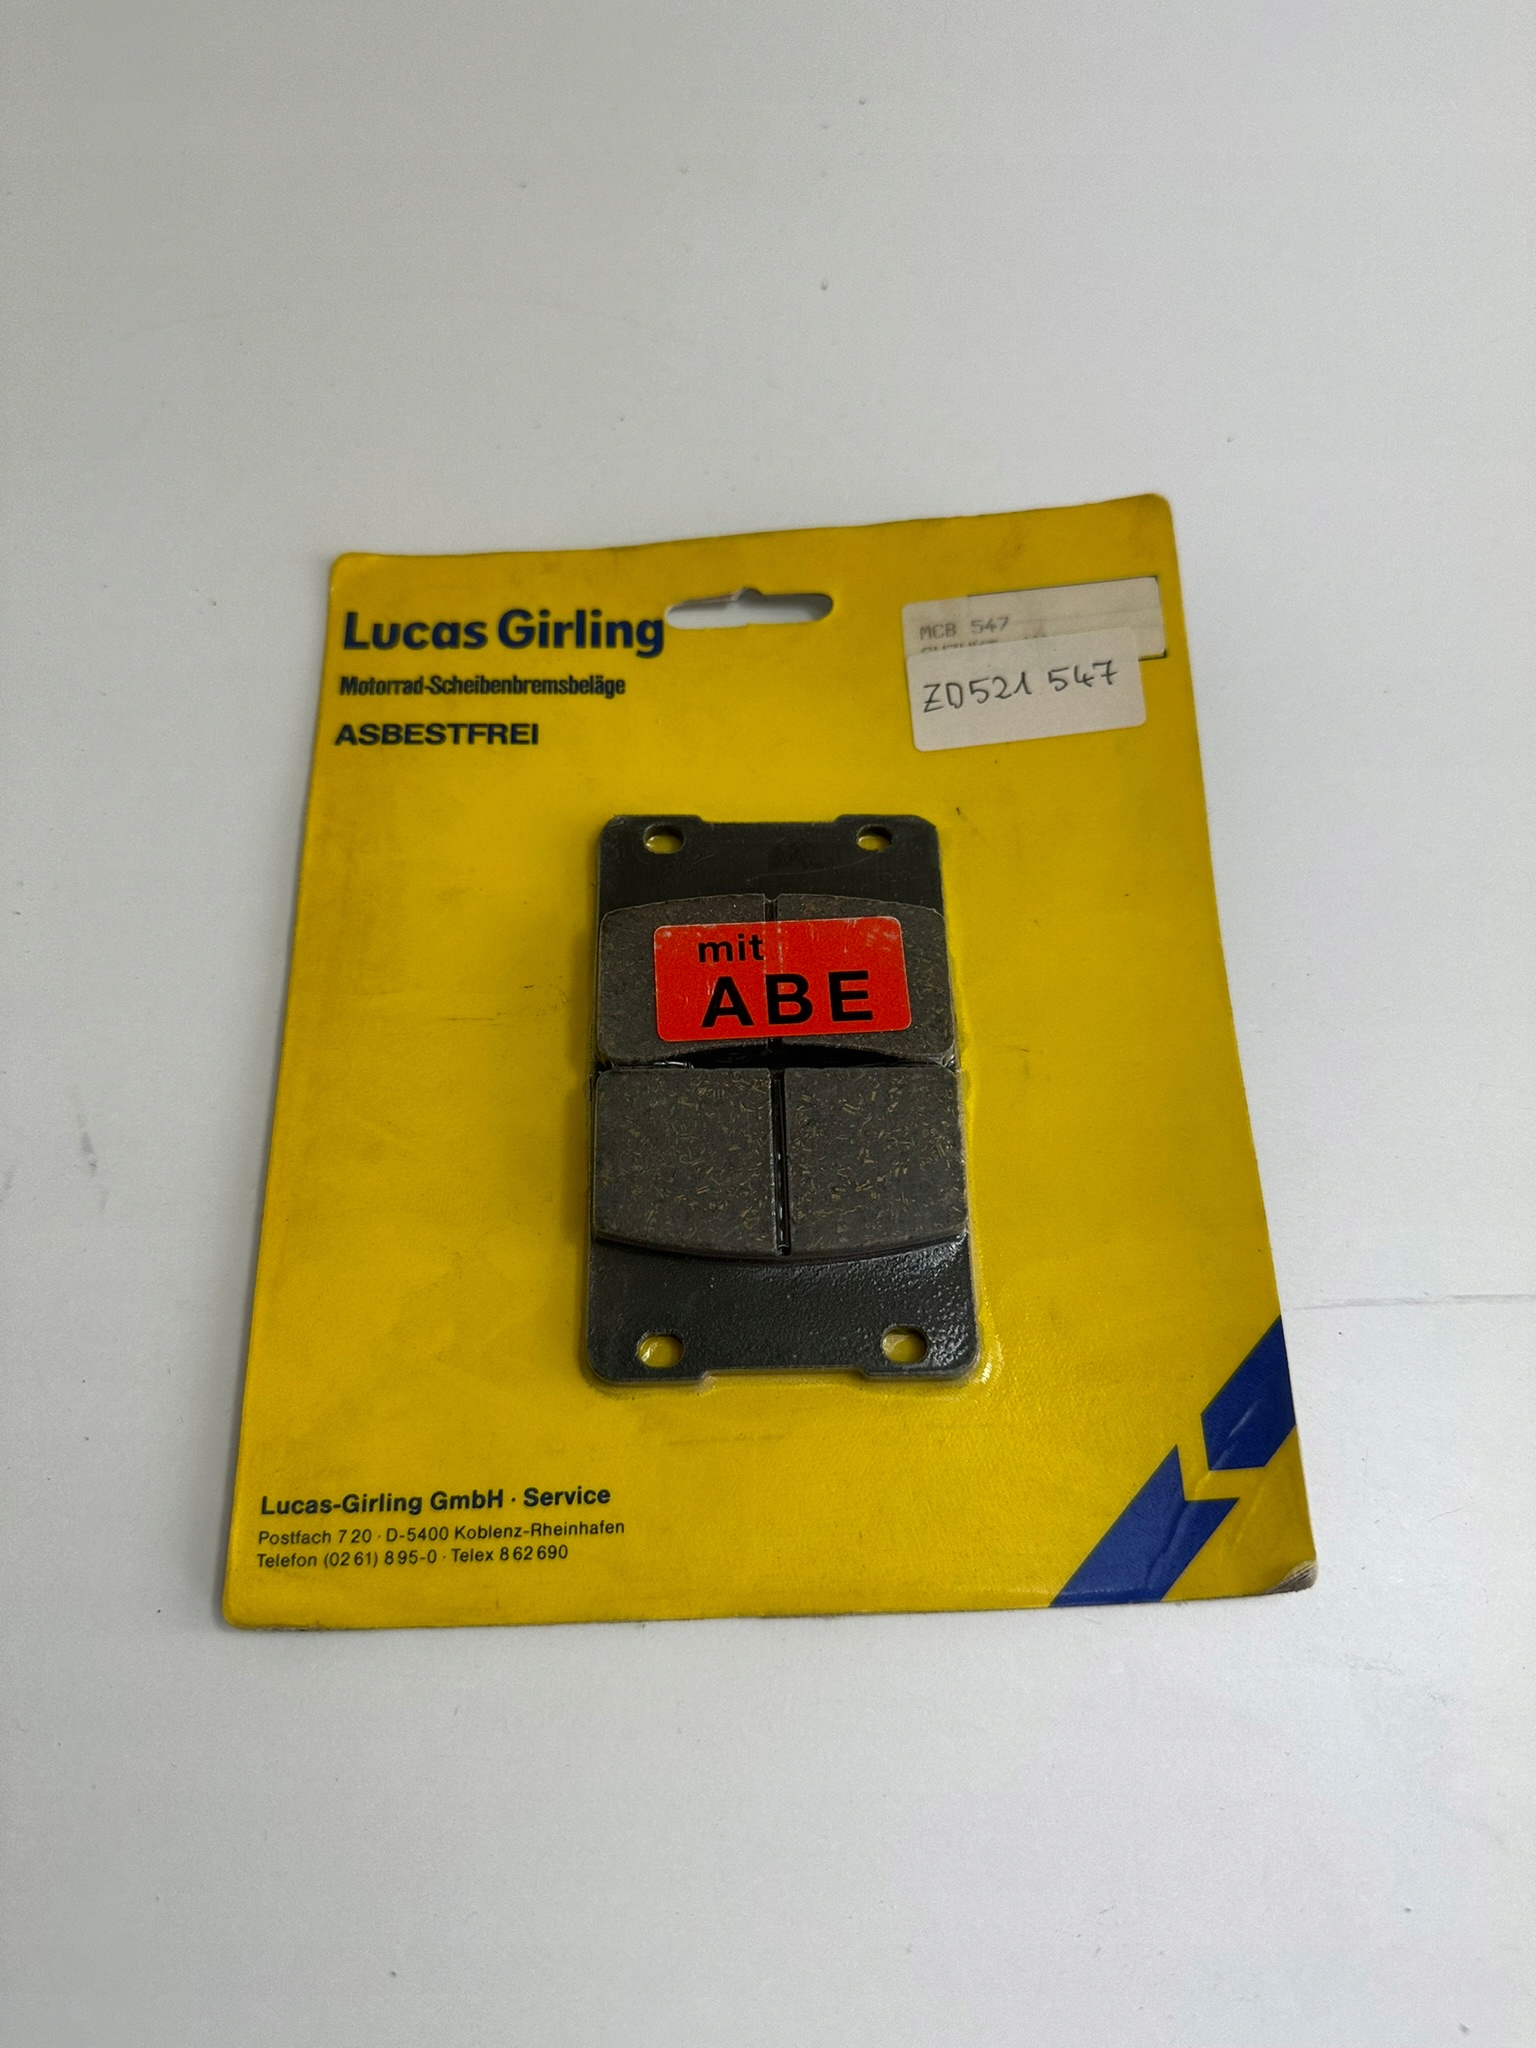 Lucas Girling
Motorrad-Scheibenbremsbeläge
ASBESTFREI
MCB 547
ZD521 547
mit
ABE
Lucas-Girling GmbH · Service
Postfach 720 · D-5400 Koblenz-Rheinhafen
Telefon (0261) 895-0 · Telex 862690